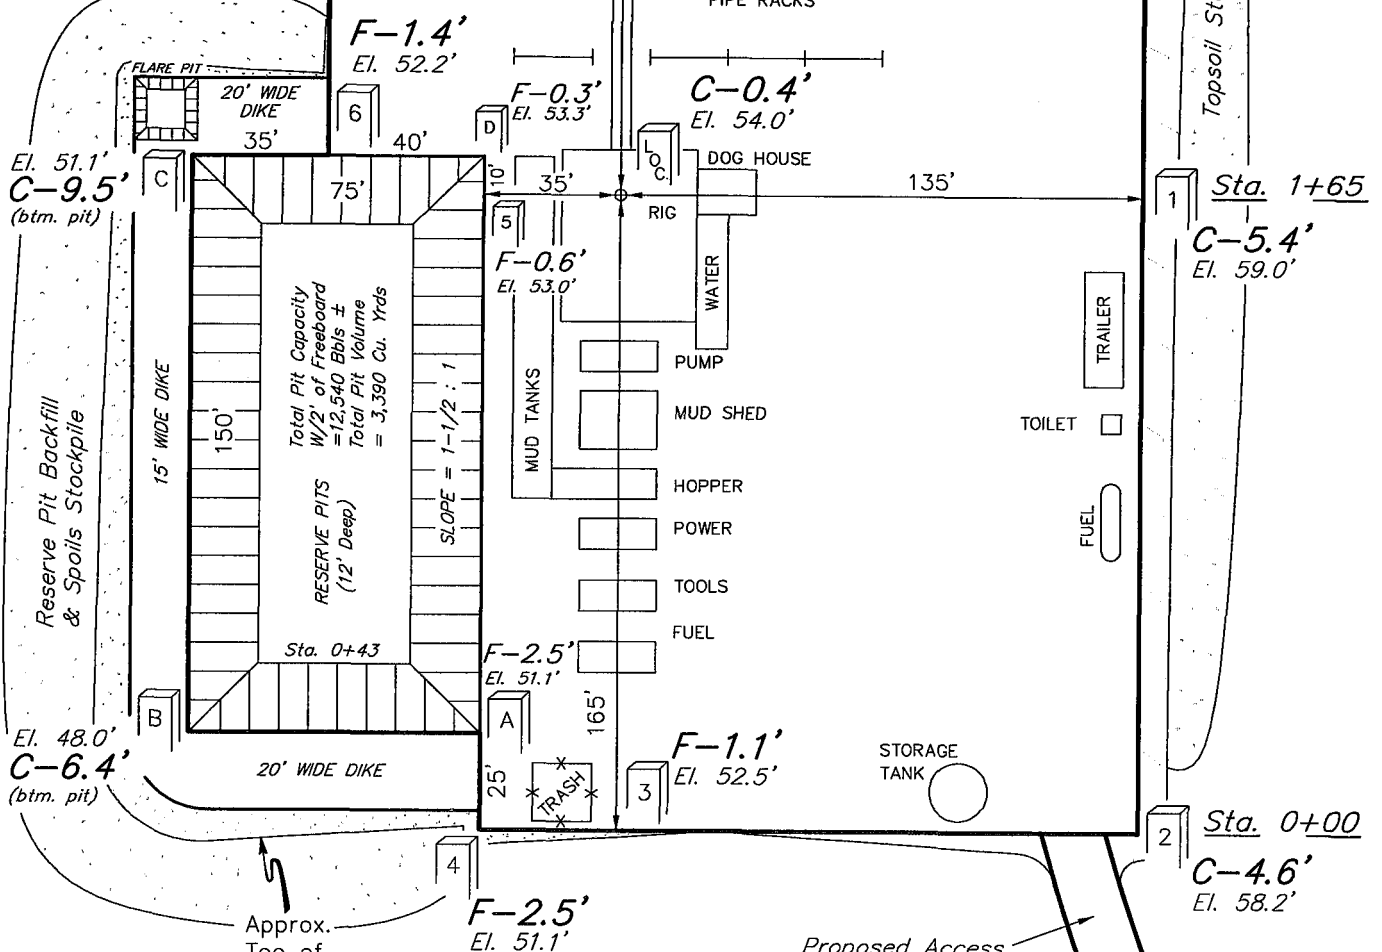 PIPE RACKS
F-1.4'
El. 52.2'
FLARE PIT
20' WIDE
DIKE
6
F-0.3'
El. 53.3'
D
C-0.4'
El. 54.0'
LOC.
DOG HOUSE
35'
40'
El. 51.1'
C-9.5'
(btm. pit)
C
75'
10'
35'
135'
RIG
5
F-0.6'
El. 53.0'
1
Sta. 1+65
C-5.4'
El. 59.0'
Topsoil St
WATER
TRAILER
PUMP
MUD SHED
MUD TANKS
TOILET
HOPPER
POWER
FUEL
TOOLS
FUEL
Reserve Pit Backfill
& Spoils Stockpile
15' WIDE DIKE
150'
Total Pit Capacity
W/2' of Freeboard
=12,540 Bbls ±
Total Pit Volume
= 3,390 Cu. Yrds
RESERVE PITS
(12' Deep)
SLOPE = 1-1/2 : 1
Sta. 0+43
F-2.5'
El. 51.1'
A
B
El. 48.0'
C-6.4'
(btm. pit)
20' WIDE DIKE
25'
TRASH
165'
3
F-1.1'
El. 52.5'
STORAGE
TANK
2
Sta. 0+00
C-4.6'
El. 58.2'
4
F-2.5'
El. 51.1'
Approx.
Toe of
Proposed Access